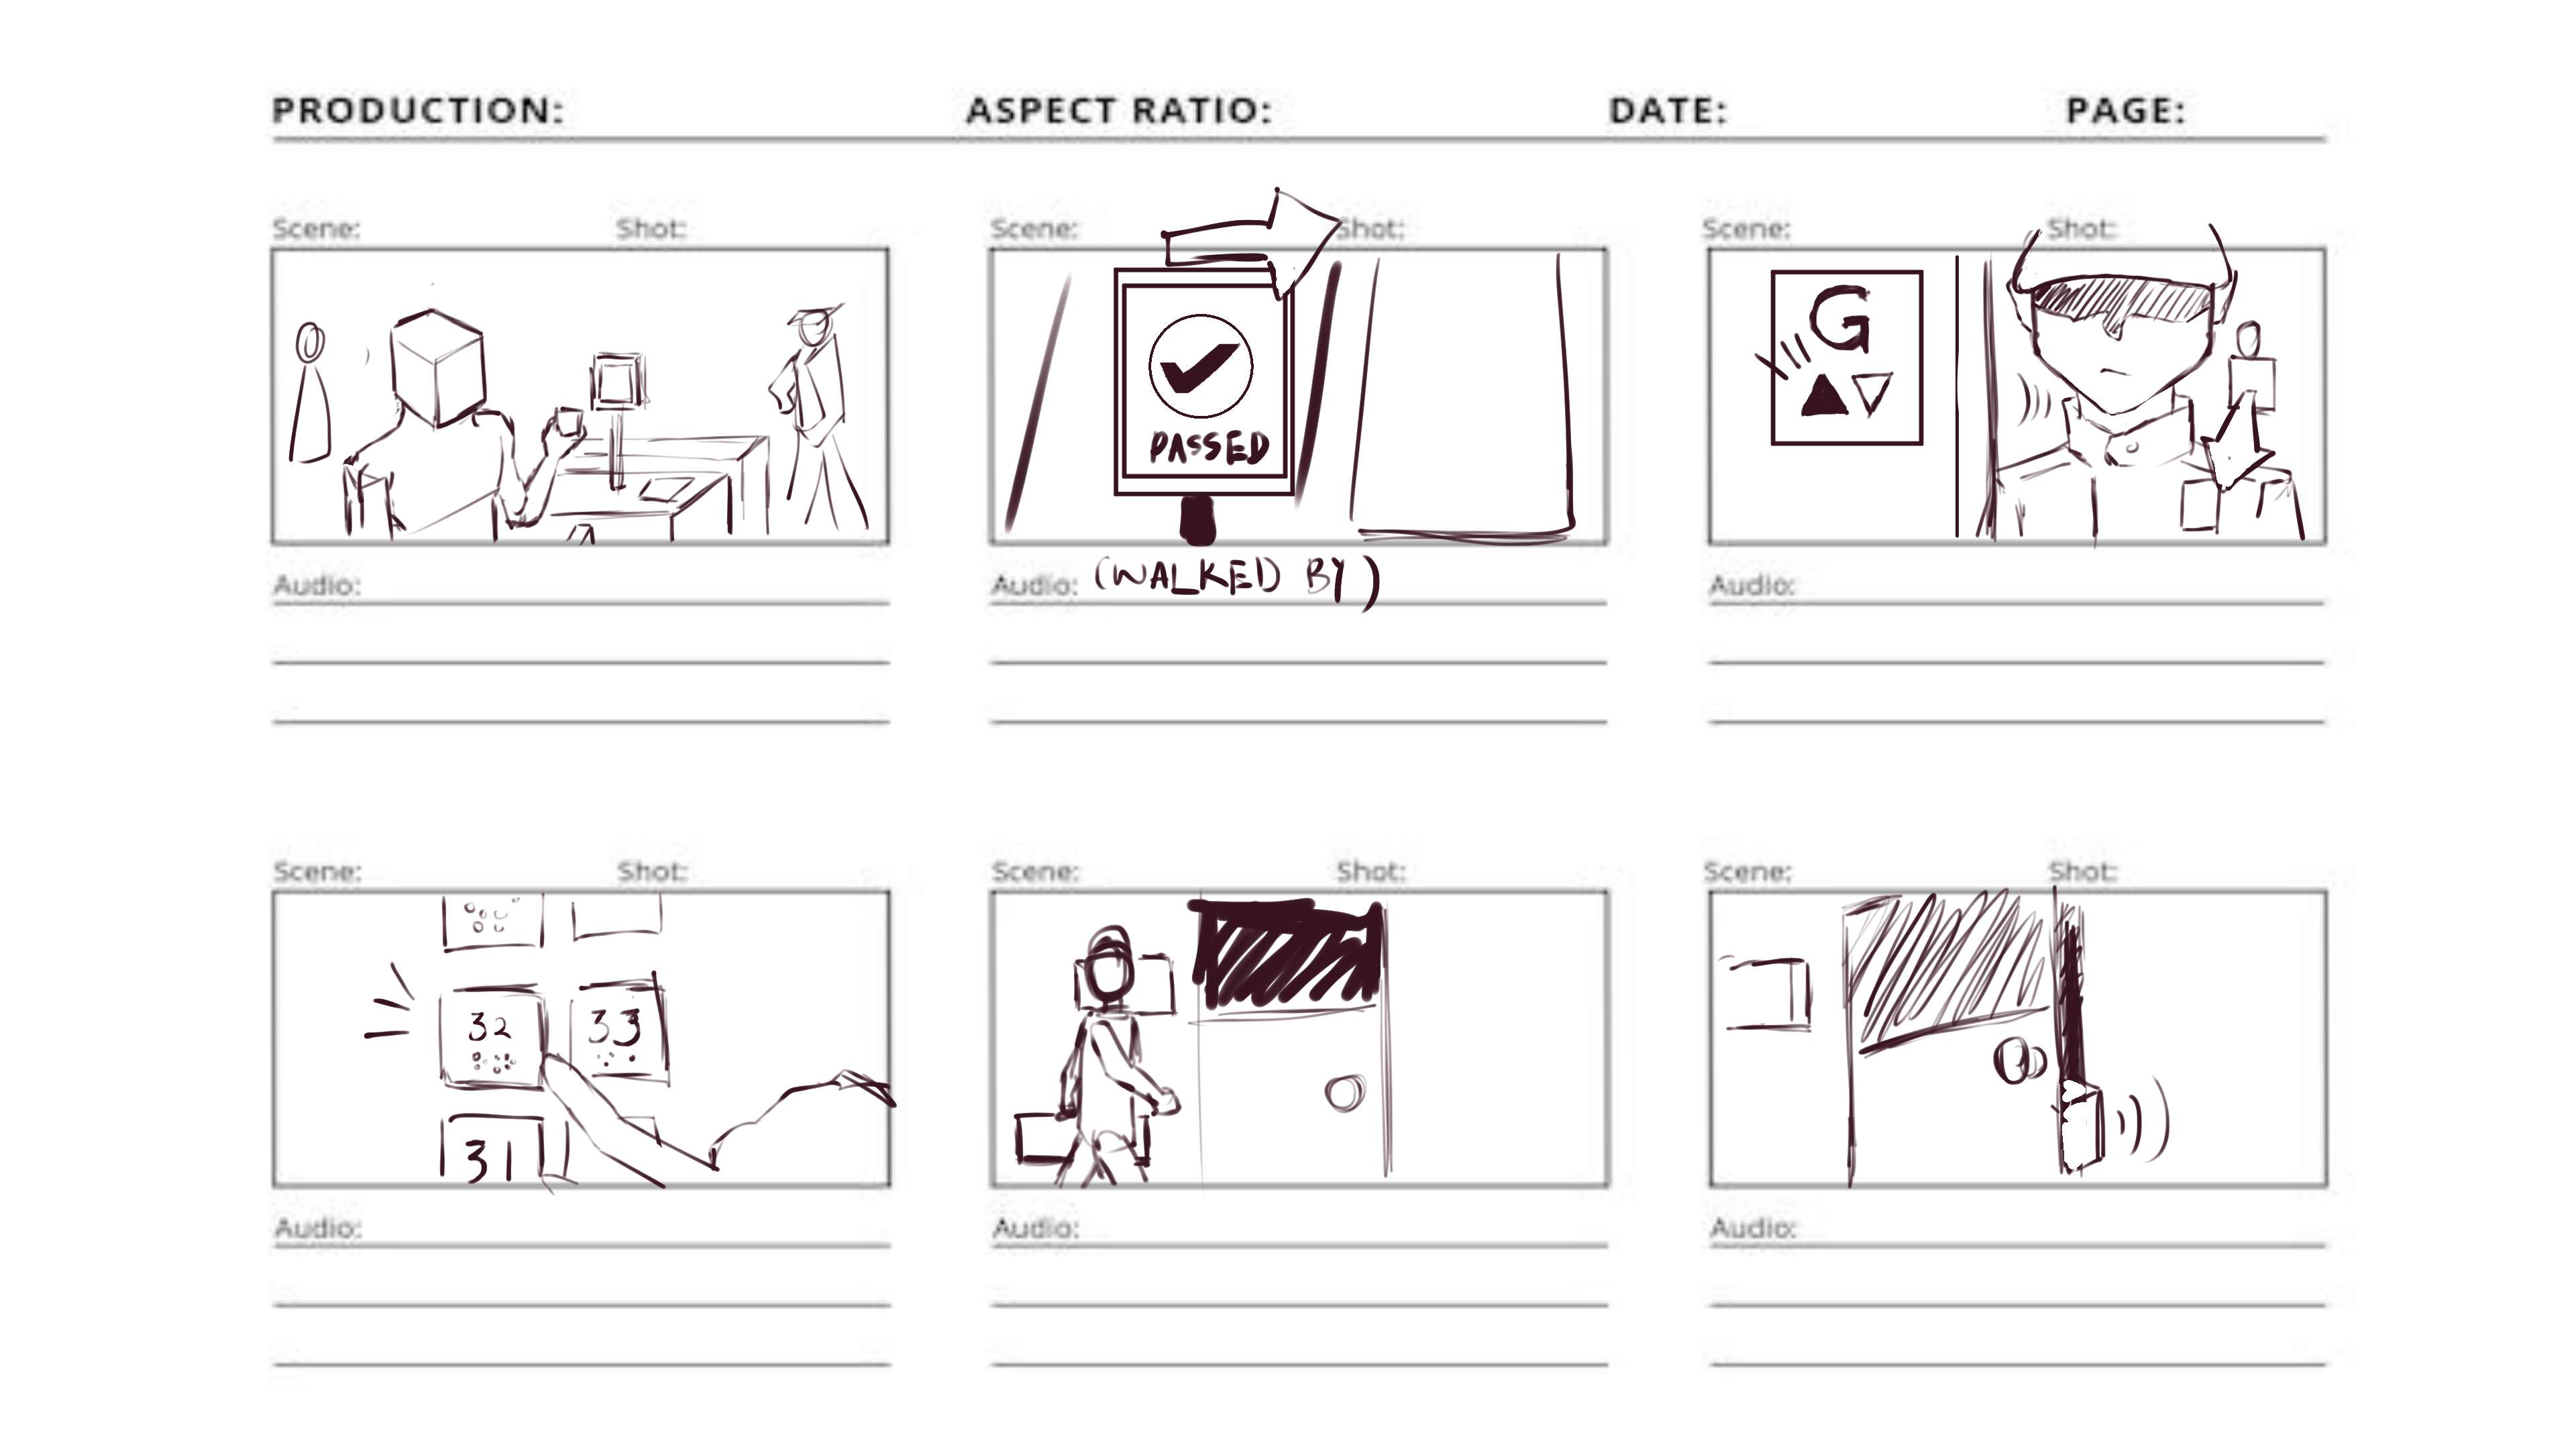 PRODUCTION: ASPECT RATIO: DATE: PAGE:
Scene: Shot: Scene: Shot: Scene: Shot:
PASSED
G
Audio: Audio: (WALKED BY) Audio:
Scene: Shot: Scene: Shot: Scene: Shot:
32 33
31
Audio: Audio: Audio: